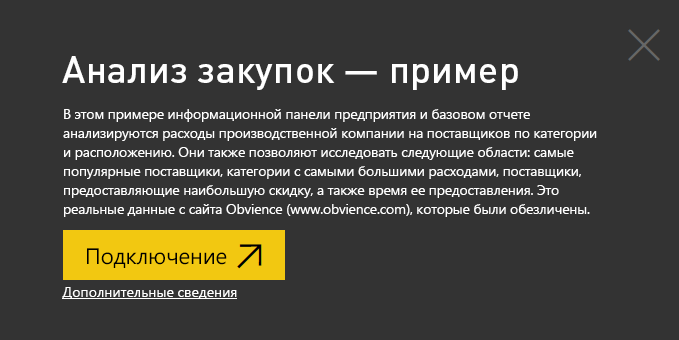 Анализ закупок — пример
В этом примере информационной панели предприятия и базовом отчете
анализируются расходы производственной компании на поставщиков по категории
и расположению. Они также позволяют исследовать следующие области: самые
популярные поставщики, категории с самыми большими расходами, поставщики,
предоставляющие наибольшую скидку, а также время ее предоставления. Это
реальные данные с сайта Obvience (www.obvience.com), которые были обезличены.
Подключение
Дополнительные сведения